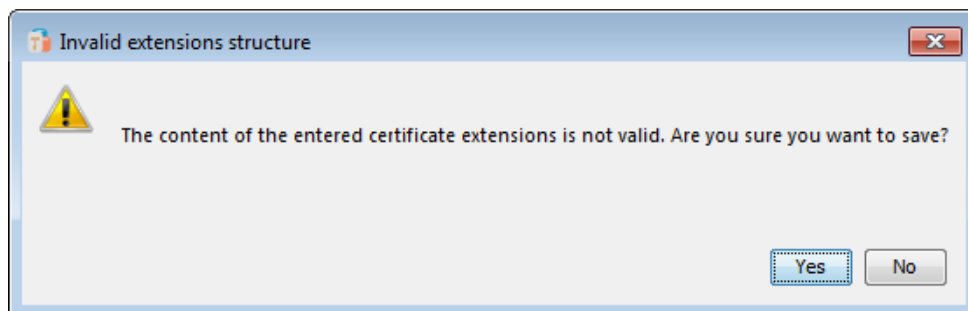 Invalid extensions structure
The content of the entered certificate extensions is not valid. Are you sure you want to save?
Yes
No